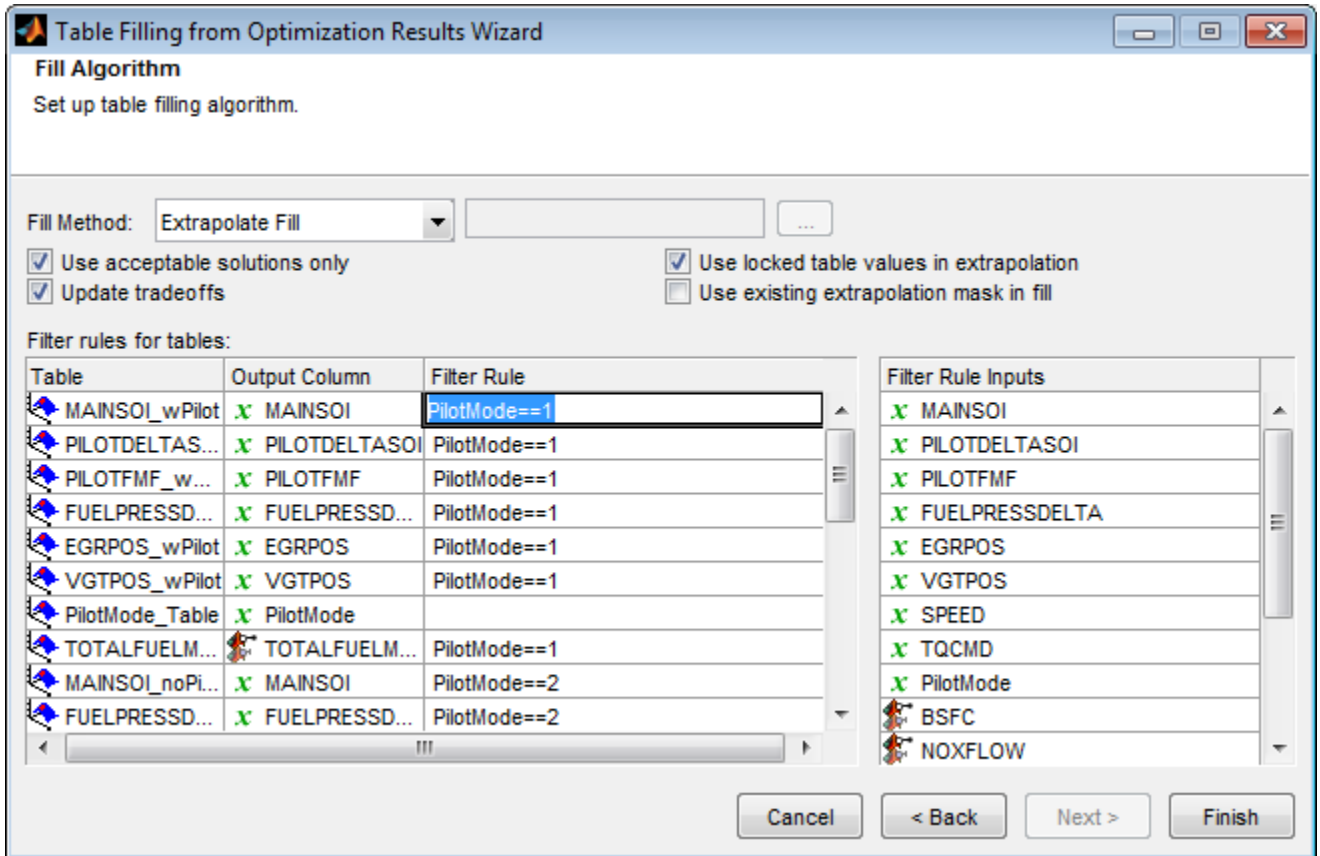 Table Filling from Optimization Results Wizard
Fill Algorithm
Set up table filling algorithm.
Fill Method: Extrapolate Fill ...
Use acceptable solutions only
Use locked table values in extrapolation
Update tradeoffs
Use existing extrapolation mask in fill
Filter rules for tables:
Table Output Column Filter Rule
MAINSOI_wPilot x MAINSOI PilotMode==1
PILOTDELTAS... x PILOTDELTASOI PilotMode==1
PILOTFMF_w... x PILOTFMF PilotMode==1
FUELPRESSD... x FUELPRESSD... PilotMode==1
EGRPOS_wPilot x EGRPOS PilotMode==1
VGTPOS_wPilot x VGTPOS PilotMode==1
PilotMode_Table x PilotMode
TOTALFUELM... TOTALFUELM... PilotMode==1
MAINSOI_noPi... x MAINSOI PilotMode==2
FUELPRESSD... x FUELPRESSD... PilotMode==2
Filter Rule Inputs
x MAINSOI
x PILOTDELTASOI
x PILOTFMF
x FUELPRESSDELTA
x EGRPOS
x VGTPOS
x SPEED
x TQCMD
x PilotMode
BSFC
NOXFLOW
Cancel < Back Next > Finish